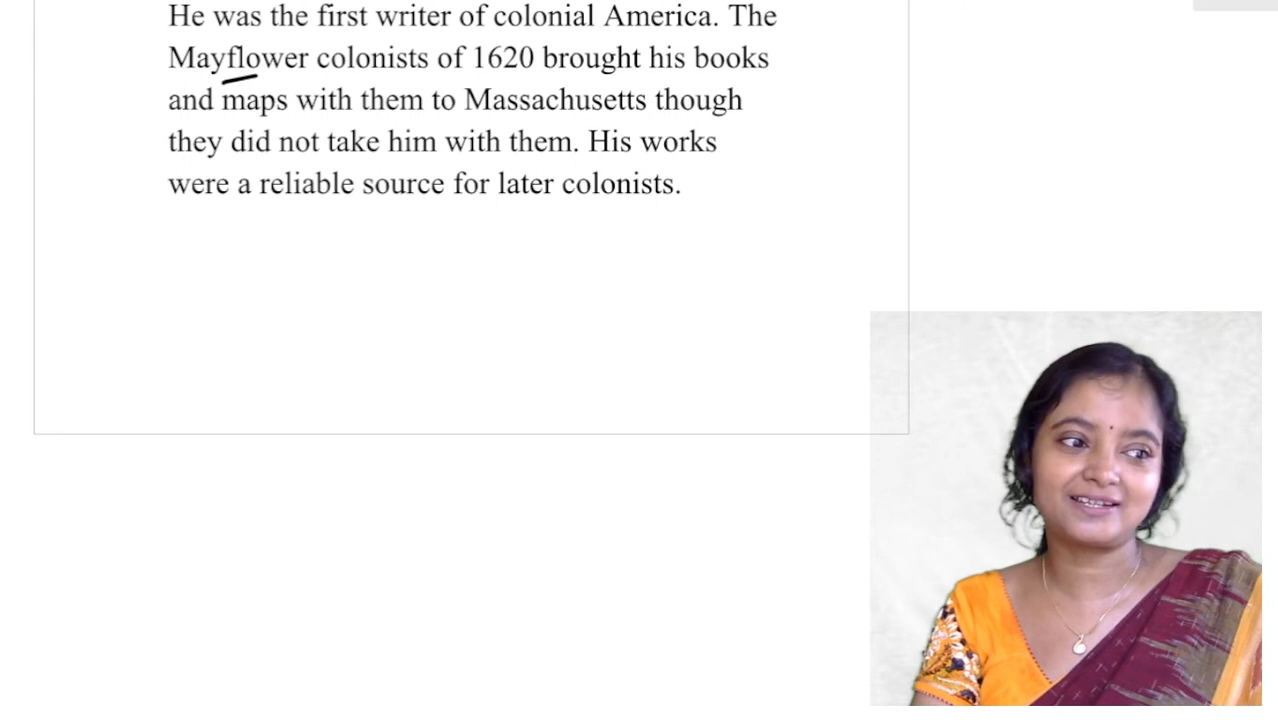 He was the first writer of colonial America. The
Mayflower colonists of 1620 brought his books
and maps with them to Massachusetts though
they did not take him with them. His works
were a reliable source for later colonists.